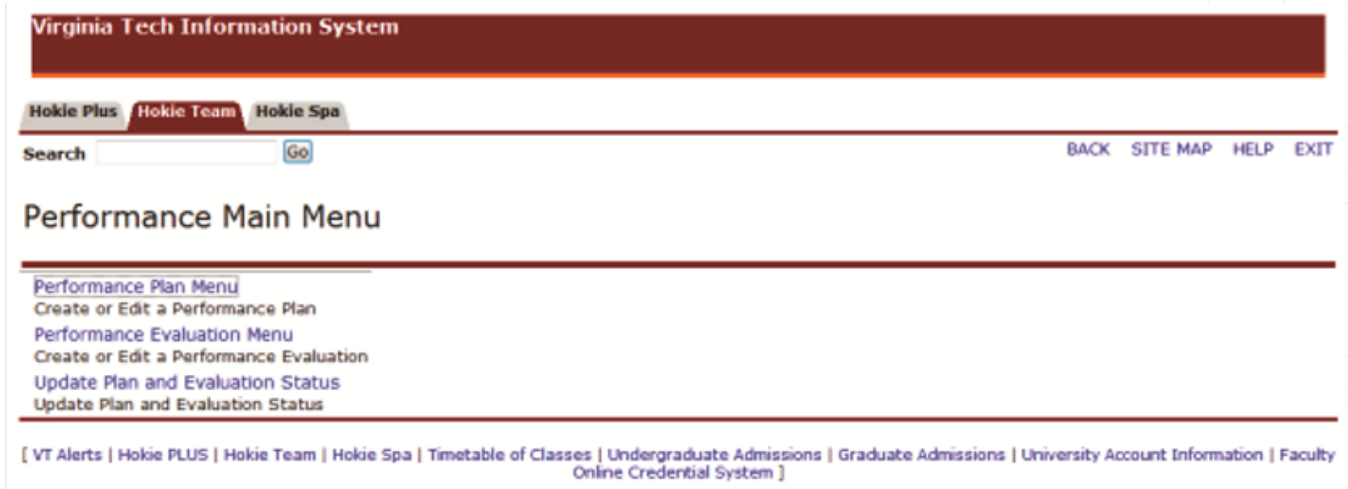 Virginia Tech Information System
Hokie Plus Hokie Team Hokie Spa
Search Go BACK SITE MAP HELP EXIT
Performance Main Menu
Performance Plan Menu
Create or Edit a Performance Plan
Performance Evaluation Menu
Create or Edit a Performance Evaluation
Update Plan and Evaluation Status
Update Plan and Evaluation Status
[ VT Alerts | Hokie PLUS | Hokie Team | Hokie Spa | Timetable of Classes | Undergraduate Admissions | Graduate Admissions | University Account Information | Faculty
Online Credential System ]